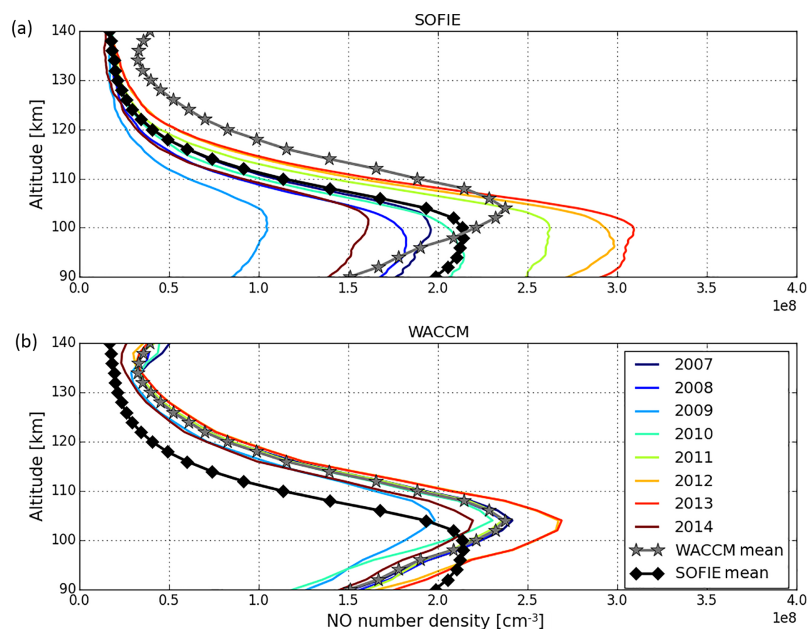 (a)
SOFIE
Altitude [km]
140
130
120
110
100
90
0.0 0.5 1.0 1.5 2.0 2.5 3.0 3.5 4.0
1e8
(b)
WACCM
Altitude [km]
140
130
120
110
100
90
2007
2008
2009
2010
2011
2012
2013
2014
WACCM mean
SOFIE mean
0.0 0.5 1.0 1.5 2.0 2.5 3.0 3.5 4.0
NO number density [cm⁻³]
1e8